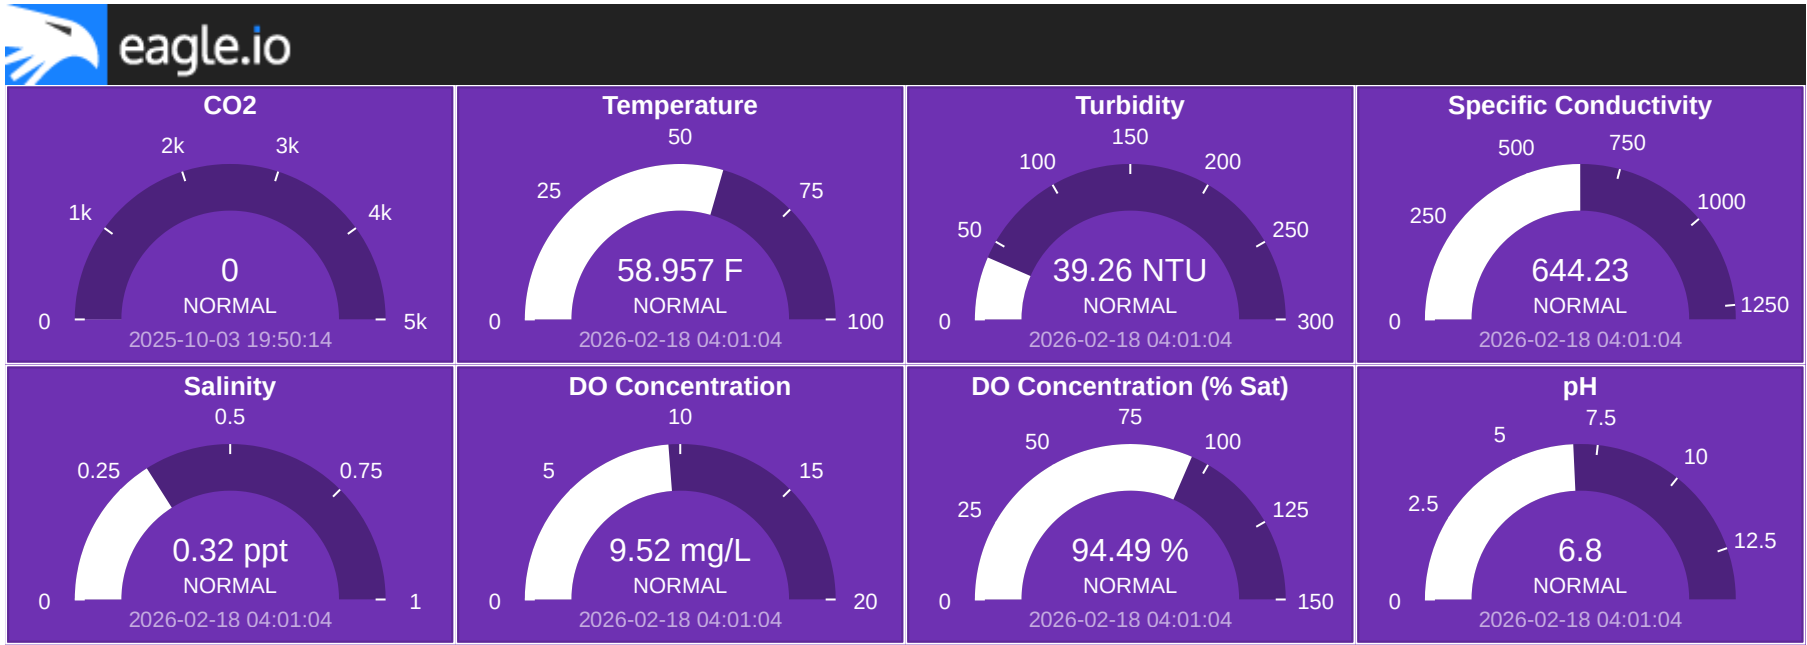 eagle.io
CO2
0
1k
2k
3k
4k
5k
0
NORMAL
2025-10-03 19:50:14
Temperature
0
25
50
75
100
58.957 F
NORMAL
2026-02-18 04:01:04
Turbidity
0
50
100
150
200
250
300
39.26 NTU
NORMAL
2026-02-18 04:01:04
Specific Conductivity
0
250
500
750
1000
1250
644.23
NORMAL
2026-02-18 04:01:04
Salinity
0
0.25
0.5
0.75
1
0.32 ppt
NORMAL
2026-02-18 04:01:04
DO Concentration
0
5
10
15
20
9.52 mg/L
NORMAL
2026-02-18 04:01:04
DO Concentration (% Sat)
0
25
50
75
100
125
150
94.49 %
NORMAL
2026-02-18 04:01:04
pH
0
2.5
5
7.5
10
12.5
6.8
NORMAL
2026-02-18 04:01:04